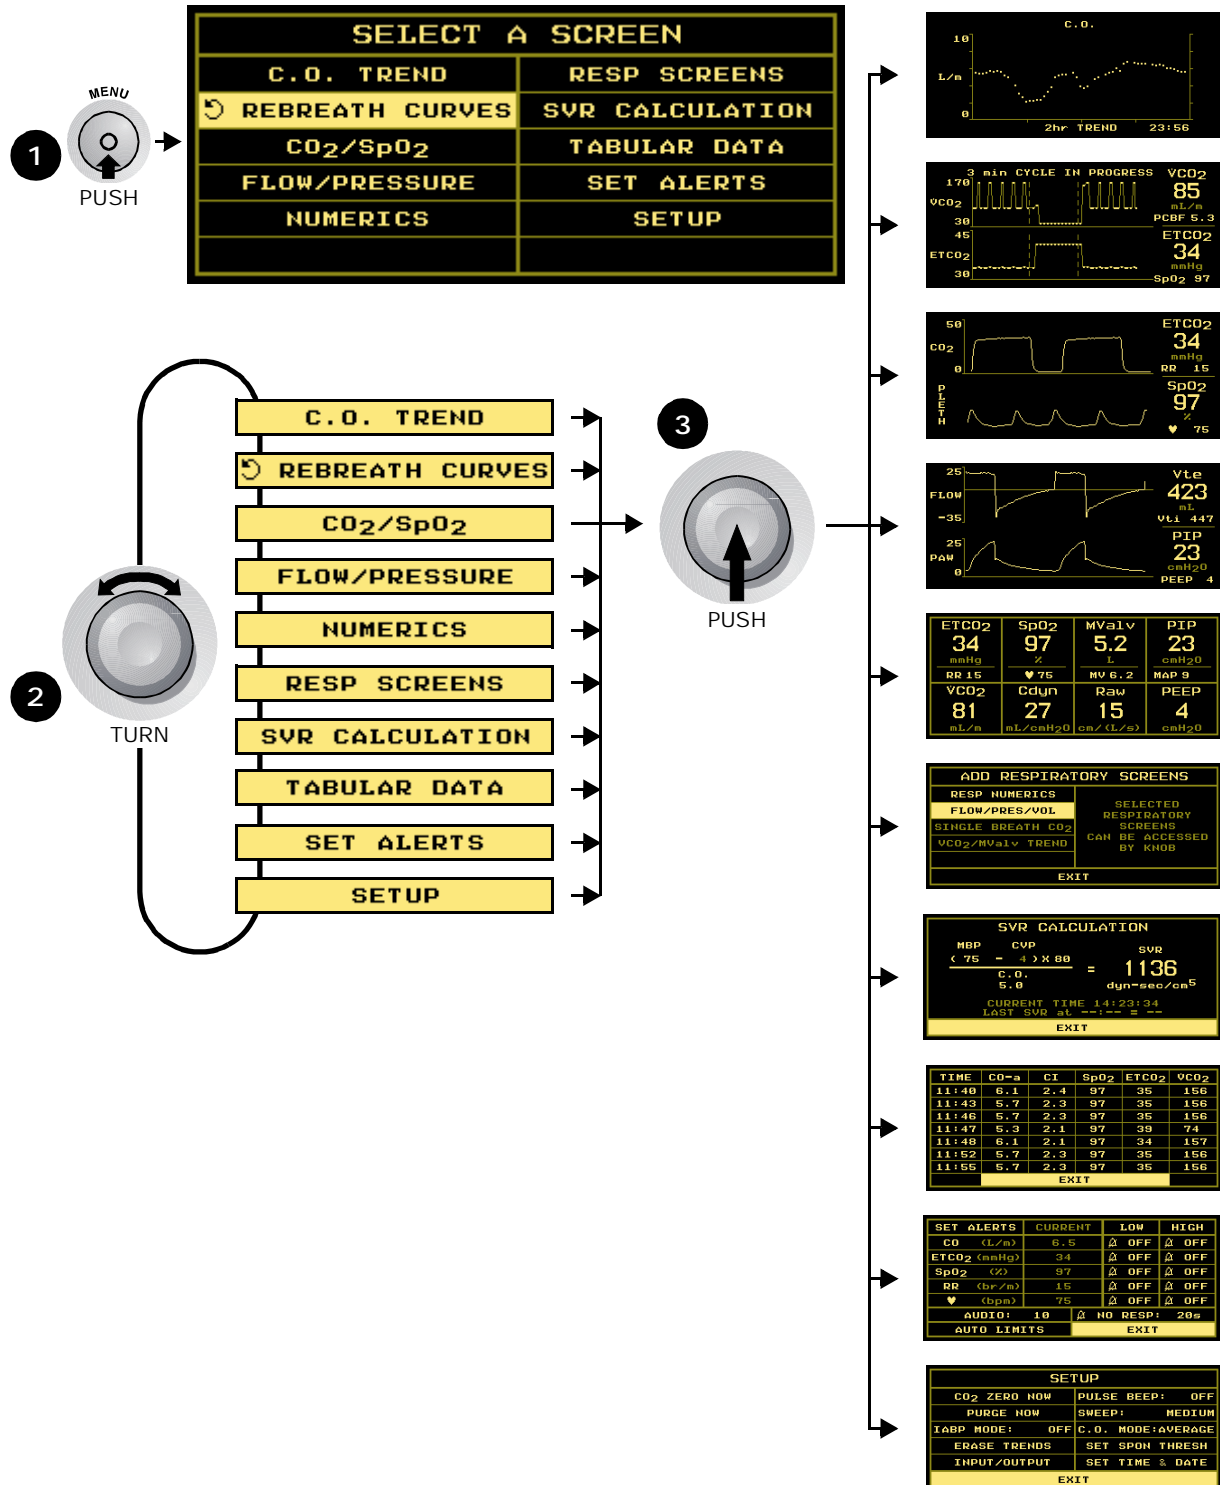 SELECT A SCREEN
C.O. TREND RESP SCREENS
REBREATH CURVES SVR CALCULATION
CO2/SpO2 TABULAR DATA
FLOW/PRESSURE SET ALERTS
NUMERICS SETUP
1
MENU
PUSH
2
TURN
C.O. TREND
REBREATH CURVES
CO2/SpO2
FLOW/PRESSURE
NUMERICS
RESP SCREENS
SVR CALCULATION
TABULAR DATA
SET ALERTS
SETUP
3
PUSH
C.O.
10
L/m
0
2hr TREND 23:56
3 min CYCLE IN PROGRESS VCO2
170 85
VCO2 mL/m
30 PCBF 5.3
45 ETCO2
ETCO2 34
mmHg
30 SpO2 97
50 ETCO2
CO2 34
mmHg
0 RR 15
PLETH SpO2
97
%
♥ 75
25 Vte
FLOW 423
mL
-35 Vti 447
25 PIP
PAW 23
cmH2O
0 PEEP 4
ETCO2 SpO2 MValv PIP
34 97 5.2 23
mmHg % L cmH2O
RR 15 ♥ 75 MV 6.2 MAP 9
VCO2 Cdyn Raw PEEP
81 27 15 4
mL/m mL/cmH2O cm/(L/s) cmH2O
ADD RESPIRATORY SCREENS
RESP NUMERICS
FLOW/PRES/VOL
SINGLE BREATH CO2
VCO2/MValv TREND
SELECTED
RESPIRATORY
SCREENS
CAN BE ACCESSED
BY KNOB
EXIT
SVR CALCULATION
MBP CVP SVR
( 75 - 4 ) X 80 = 1136
C.O. dyn-sec/cm5
5.0
CURRENT TIME 14:23:34
LAST SVR at --:-- = --
EXIT
TIME CO-a CI SpO2 ETCO2 VCO2
11:40 6.1 2.4 97 35 156
11:43 5.7 2.3 97 35 156
11:46 5.7 2.3 97 35 156
11:47 5.3 2.1 97 39 74
11:48 6.1 2.1 97 34 157
11:52 5.7 2.3 97 35 156
11:55 5.7 2.3 97 35 156
EXIT
SET ALERTS CURRENT LOW HIGH
CO (L/m) 6.5 OFF OFF
ETCO2 (mmHg) 34 OFF OFF
SpO2 (%) 97 OFF OFF
RR (br/m) 15 OFF OFF
♥ (bpm) 75 OFF OFF
AUDIO: 10 NO RESP: 20s
AUTO LIMITS EXIT
SETUP
CO2 ZERO NOW PULSE BEEP: OFF
PURGE NOW SWEEP: MEDIUM
IABP MODE: OFF C.O. MODE:AVERAGE
ERASE TRENDS SET SPON THRESH
INPUT/OUTPUT SET TIME & DATE
EXIT